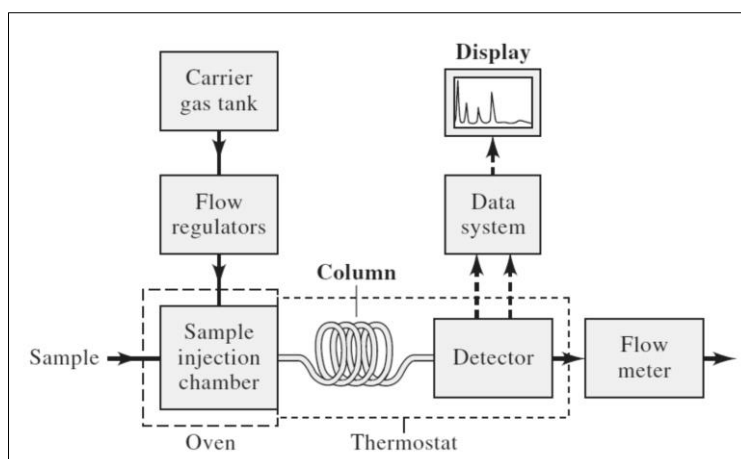 Display
Carrier
gas tank
Flow
regulators
Data
system
Column
Sample
Sample
injection
chamber
Detector
Flow
meter
Oven
Thermostat